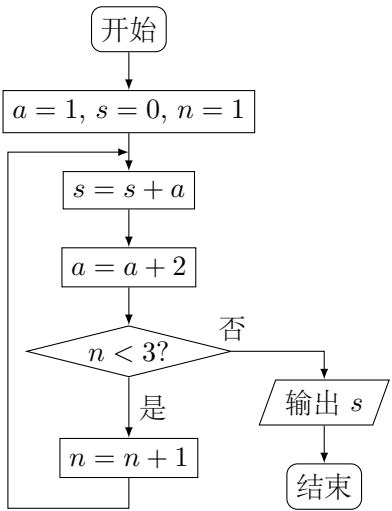 开始
a = 1, s = 0, n = 1
s = s + a
a = a + 2
n < 3?
否
是
输出 s
n = n + 1
结束